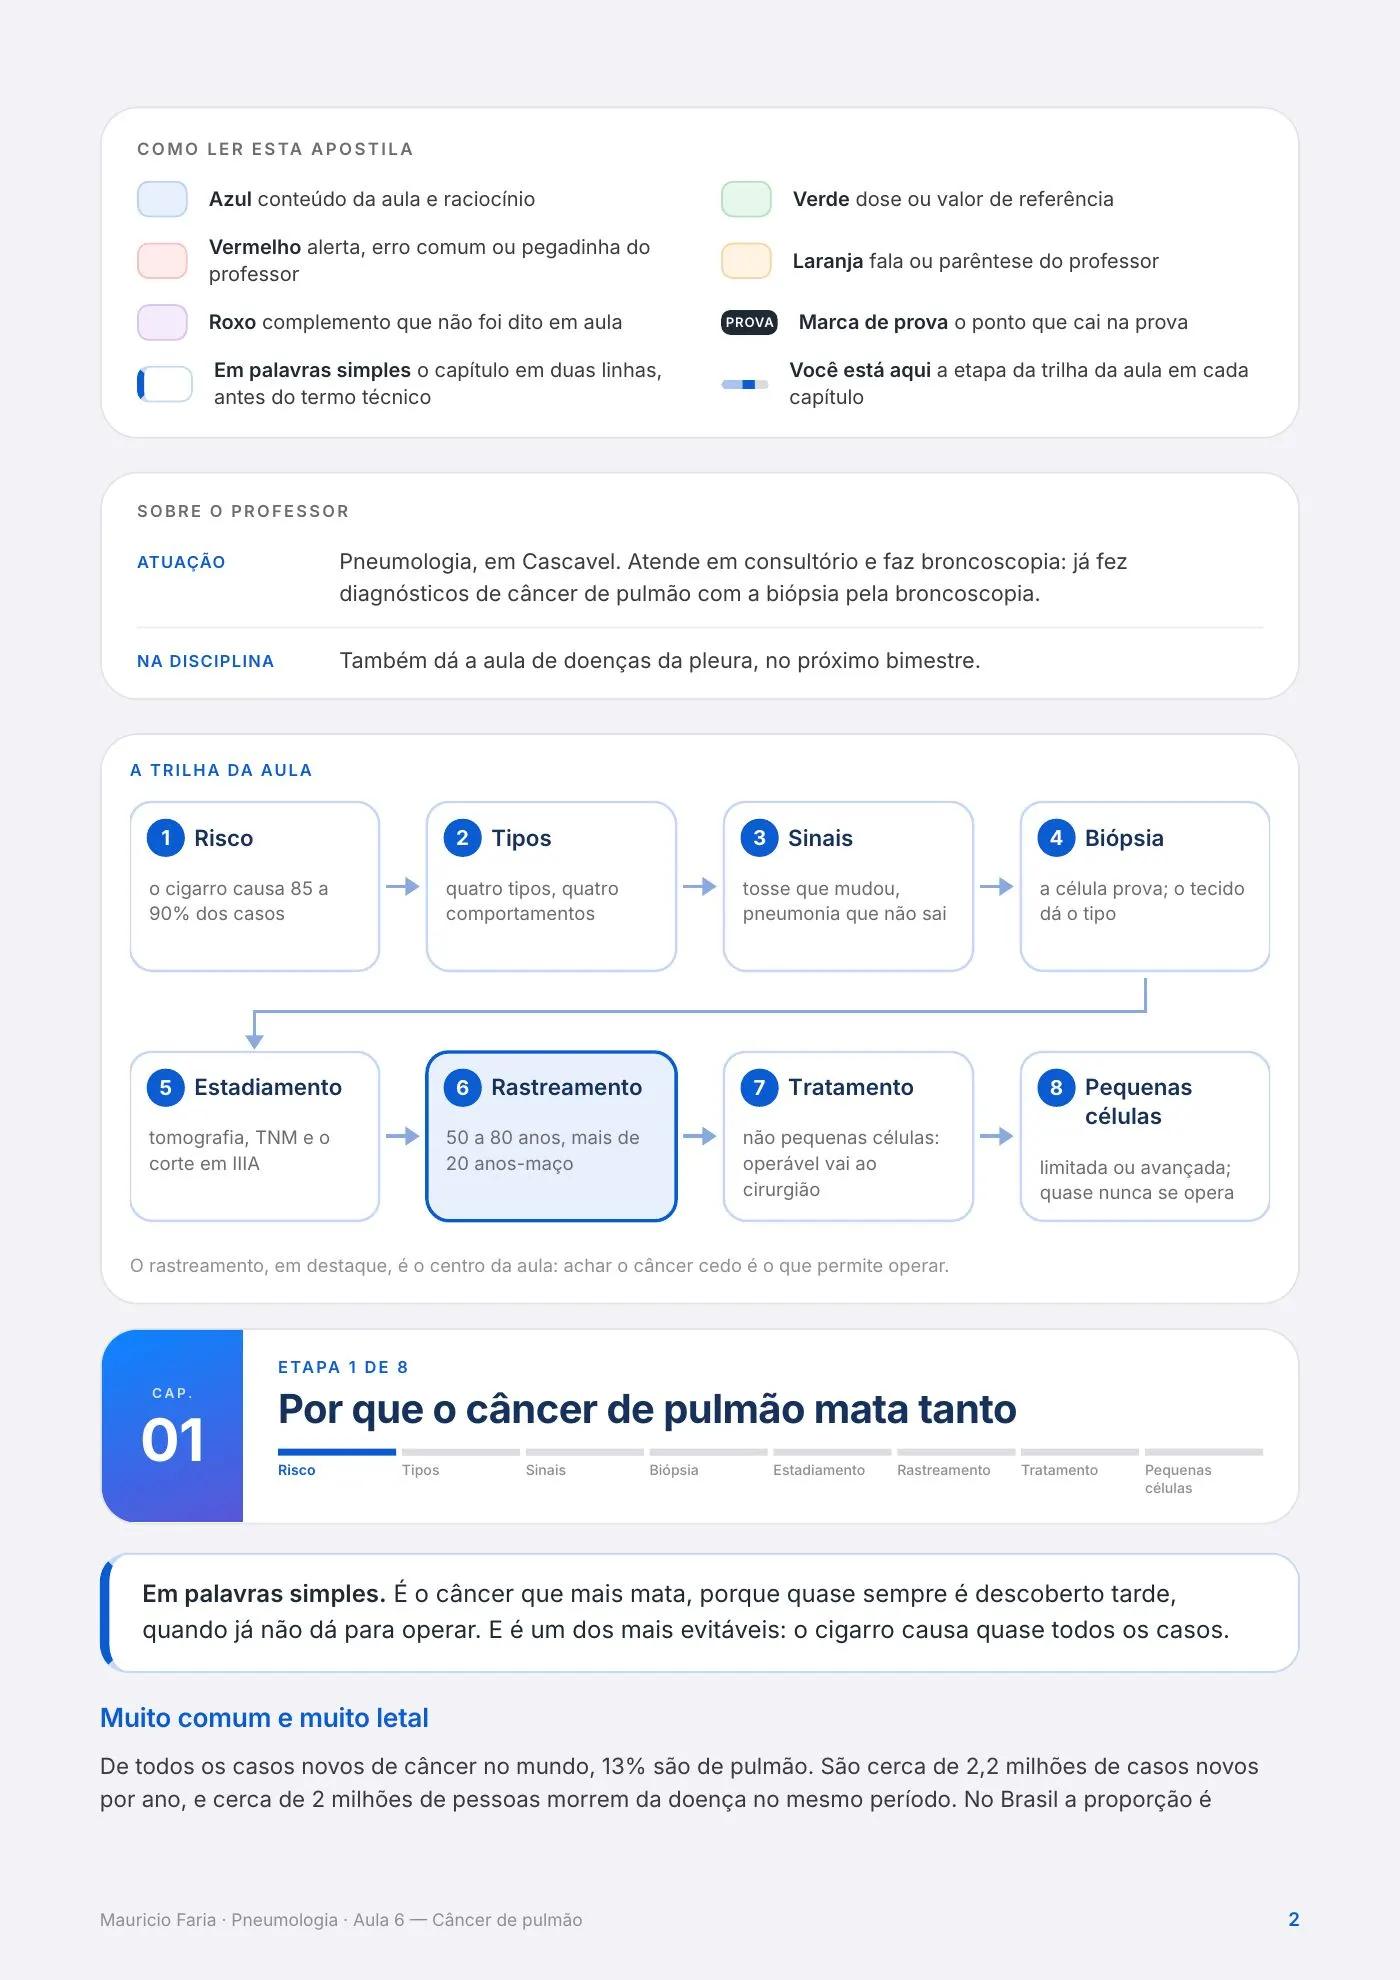 COMO LER ESTA APOSTILA
Azul conteúdo da aula e raciocínio
Verde dose ou valor de referência
Vermelho alerta, erro comum ou pegadinha do
professor
Laranja fala ou parêntese do professor
Roxo complemento que não foi dito em aula
PROVA Marca de prova o ponto que cai na prova
Em palavras simples o capítulo em duas linhas,
antes do termo técnico
Você está aqui a etapa da trilha da aula em cada
capítulo
SOBRE O PROFESSOR
ATUAÇÃO
Pneumologia, em Cascavel. Atende em consultório e faz broncoscopia: já fez
diagnósticos de câncer de pulmão com a biópsia pela broncoscopia.
NA DISCIPLINA
Também dá a aula de doenças da pleura, no próximo bimestre.
A TRILHA DA AULA
1 Risco
o cigarro causa 85 a
90% dos casos
2 Tipos
quatro tipos, quatro
comportamentos
3 Sinais
tosse que mudou,
pneumonia que não sai
4 Biópsia
a célula prova; o tecido
dá o tipo
5 Estadiamento
tomografia, TNM e o
corte em IIIA
6 Rastreamento
50 a 80 anos, mais de
20 anos-maço
7 Tratamento
não pequenas células:
operável vai ao
cirurgião
8 Pequenas
células
limitada ou avançada;
quase nunca se opera
O rastreamento, em destaque, é o centro da aula: achar o câncer cedo é o que permite operar.
CAP.
01
ETAPA 1 DE 8
Por que o câncer de pulmão mata tanto
Risco
Tipos
Sinais
Biópsia
Estadiamento
Rastreamento
Tratamento
Pequenas
células
Em palavras simples. É o câncer que mais mata, porque quase sempre é descoberto tarde,
quando já não dá para operar. E é um dos mais evitáveis: o cigarro causa quase todos os casos.
Muito comum e muito letal
De todos os casos novos de câncer no mundo, 13% são de pulmão. São cerca de 2,2 milhões de casos novos
por ano, e cerca de 2 milhões de pessoas morrem da doença no mesmo período. No Brasil a proporção é
Mauricio Faria · Pneumologia · Aula 6 — Câncer de pulmão
2